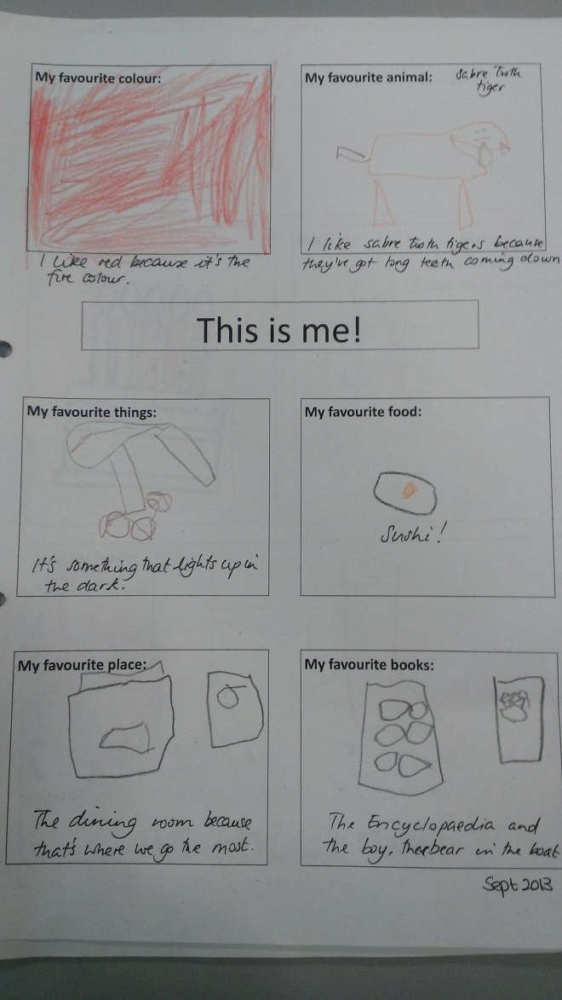 My favourite colour:
I like red because it's the
fire colour.
My favourite animal: Sabre Tooth
tiger
I like sabre tooth tigers because
they've got long teeth coming down
This is me!
My favourite things:
It's something that lights up in
the dark.
My favourite food:
Sushi!
My favourite place:
The dining room because
that's where we go the most.
My favourite books:
The Encyclopaedia and
the boy, the bear in the boat
Sept 2013